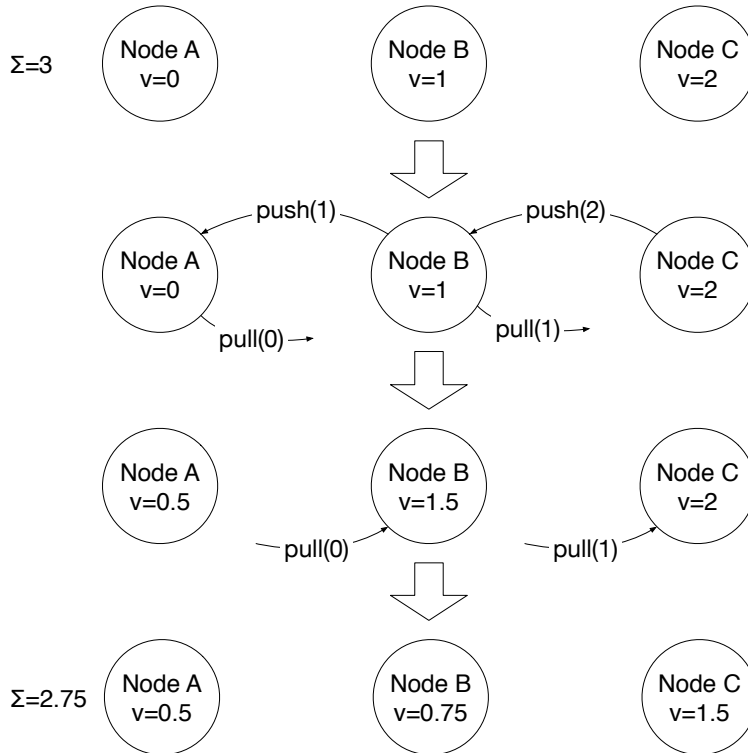 Σ=3
Node A
v=0
Node B
v=1
Node C
v=2
push(1)
push(2)
Node A
v=0
Node B
v=1
Node C
v=2
pull(0)
pull(1)
Node A
v=0.5
Node B
v=1.5
Node C
v=2
pull(0)
pull(1)
Σ=2.75
Node A
v=0.5
Node B
v=0.75
Node C
v=1.5